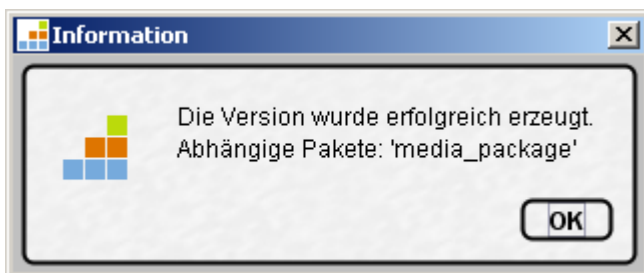 Information
Die Version wurde erfolgreich erzeugt.
Abhängige Pakete: 'media_package'
OK